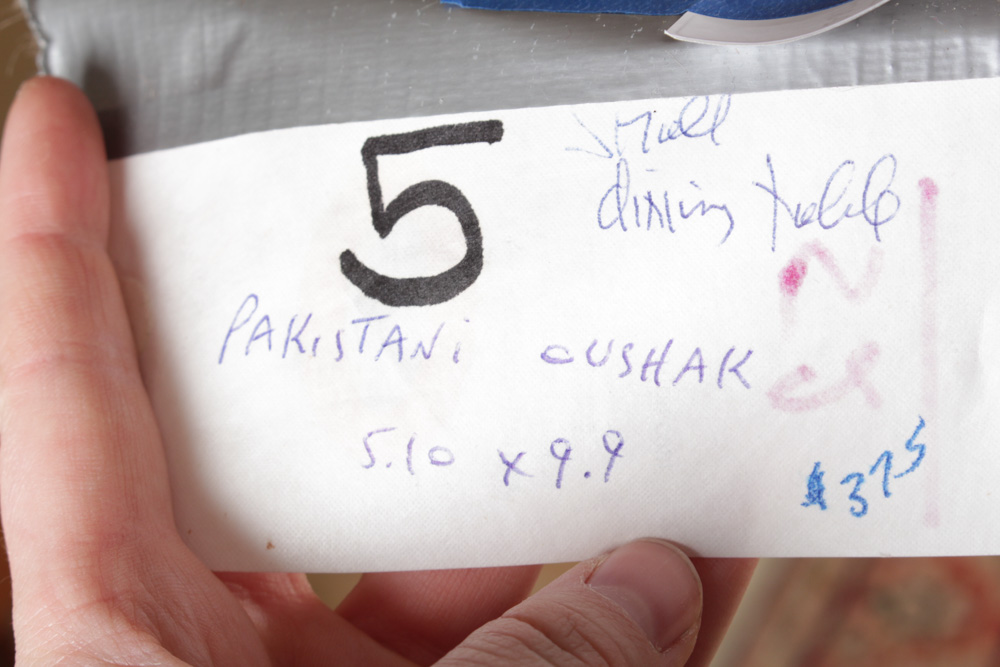 5
small
dining table
PAKiSTANi OUSHAK
5.10 x 9.9
$375